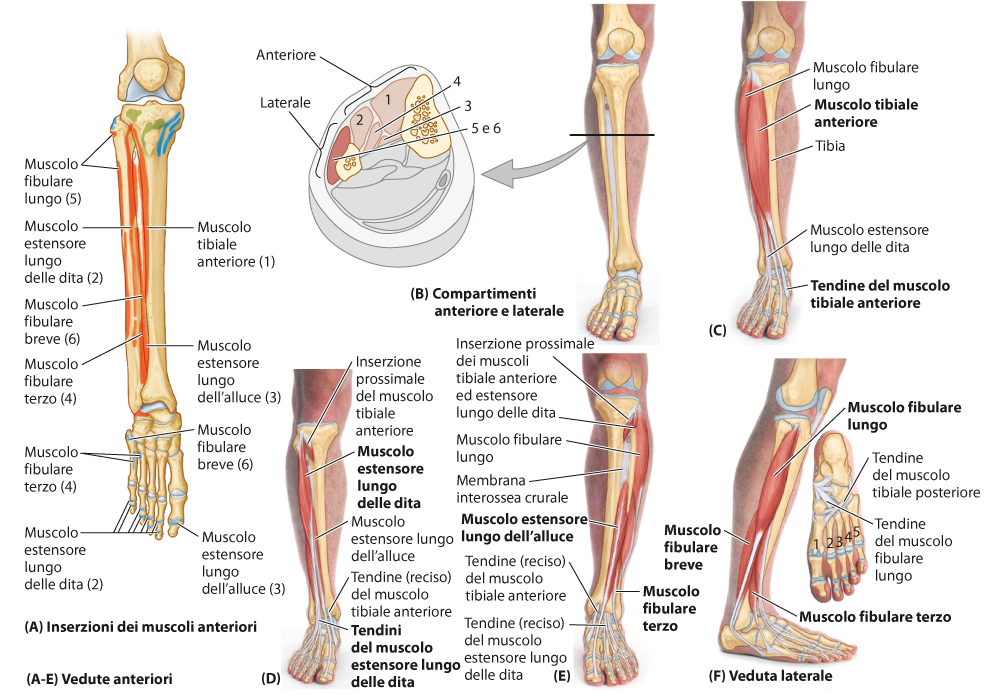 Muscolo
fibulare
lungo (5)
Muscolo
estensore
lungo
delle dita (2)
Muscolo
fibulare
breve (6)
Muscolo
fibulare
terzo (4)
Muscolo
fibulare
terzo (4)
Muscolo
estensore
lungo
delle dita (2)
Muscolo
tibiale
anteriore (1)
Muscolo
estensore
lungo
dell'alluce (3)
Muscolo
fibulare
breve (6)
Muscolo
estensore
lungo
dell'alluce (3)
(A) Inserzioni dei muscoli anteriori
(A-E) Vedute anteriori
Anteriore
Laterale
1
2
4
3
5 e 6
(B) Compartimenti
anteriore e laterale
Muscolo fibulare
lungo
Muscolo tibiale
anteriore
Tibia
Muscolo estensore
lungo delle dita
Tendine del muscolo
tibiale anteriore
(C)
Inserzione
prossimale
del muscolo
tibiale
anteriore
Muscolo
estensore
lungo
delle dita
Muscolo
estensore lungo
dell'alluce
Tendine (reciso)
del muscolo
tibiale anteriore
Tendini
del muscolo
estensore lungo
delle dita
(D)
Inserzione prossimale
dei muscoli
tibiale anteriore
ed estensore
lungo delle dita
Muscolo fibulare
lungo
Membrana
interossea crurale
Muscolo estensore
lungo dell'alluce
Tendine (reciso)
del muscolo
tibiale anteriore
Tendine (reciso)
del muscolo
estensore lungo
delle dita
Muscolo
fibulare
terzo
(E)
Muscolo fibulare
lungo
Tendine
del muscolo
tibiale posteriore
Tendine
del muscolo
fibulare
lungo
1 2 3 4 5
Muscolo
fibulare
breve
Muscolo fibulare terzo
(F) Veduta laterale